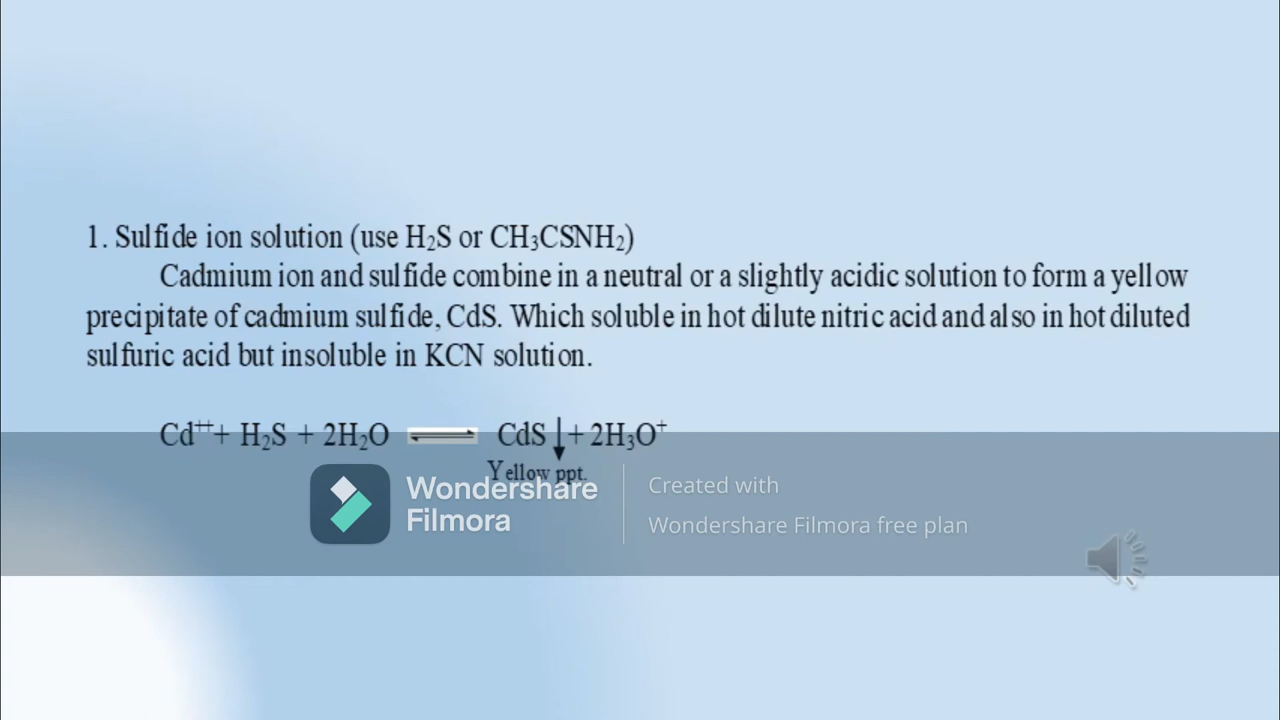 1. Sulfide ion solution (use H₂S or CH₃CSNH₂)
Cadmium ion and sulfide combine in a neutral or a slightly acidic solution to form a yellow
precipitate of cadmium sulfide, CdS. Which soluble in hot dilute nitric acid and also in hot diluted
sulfuric acid but insoluble in KCN solution.
Cd⁺⁺ + H₂S + 2H₂O ⇌ CdS ↓ + 2H₃O⁺
Yellow ppt.
Wondershare
Filmora
Created with
Wondershare Filmora free plan